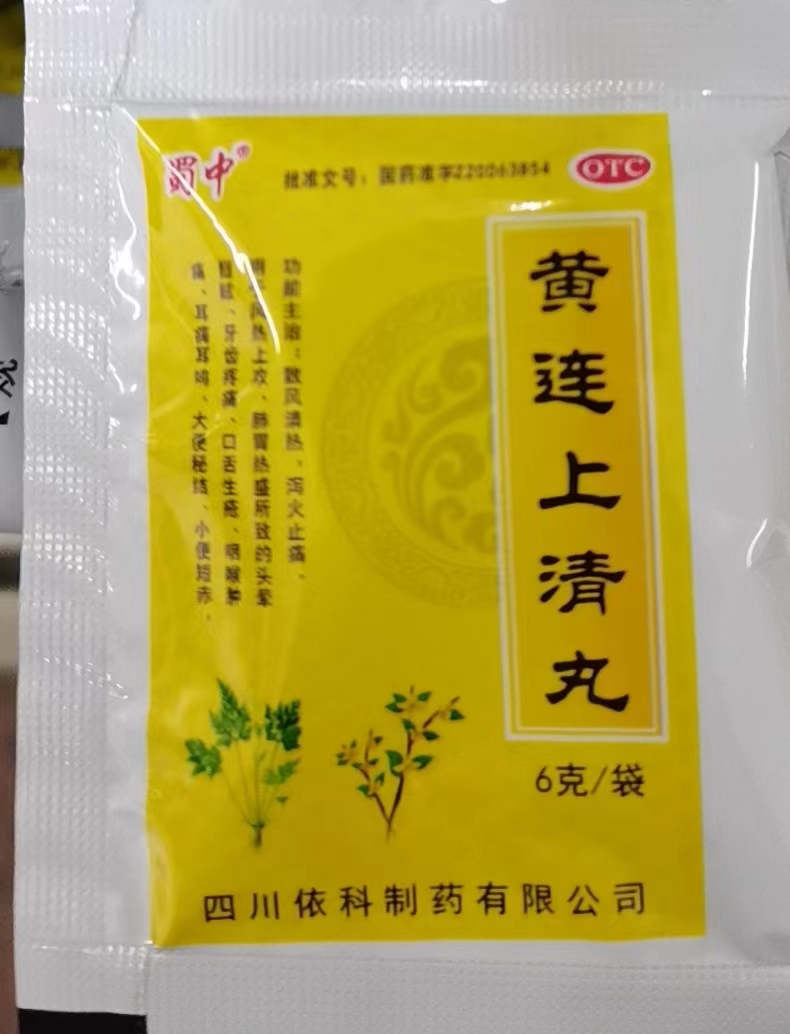 蜀中®
批准文号：国药准字Z20063854
OTC
黄连上清丸
功能主治：散风清热，泻火止痛。
用于风热上攻、肺胃热盛所致的头晕
目眩、牙齿疼痛、口舌生疮、咽喉肿
痛、耳痛耳鸣、大便秘结、小便短赤。
6克/袋
四川依科制药有限公司